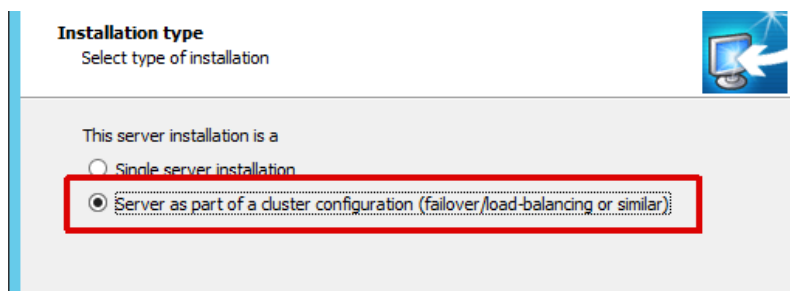 Installation type
Select type of installation
This server installation is a
Single server installation
Server as part of a cluster configuration (failover/load-balancing or similar)